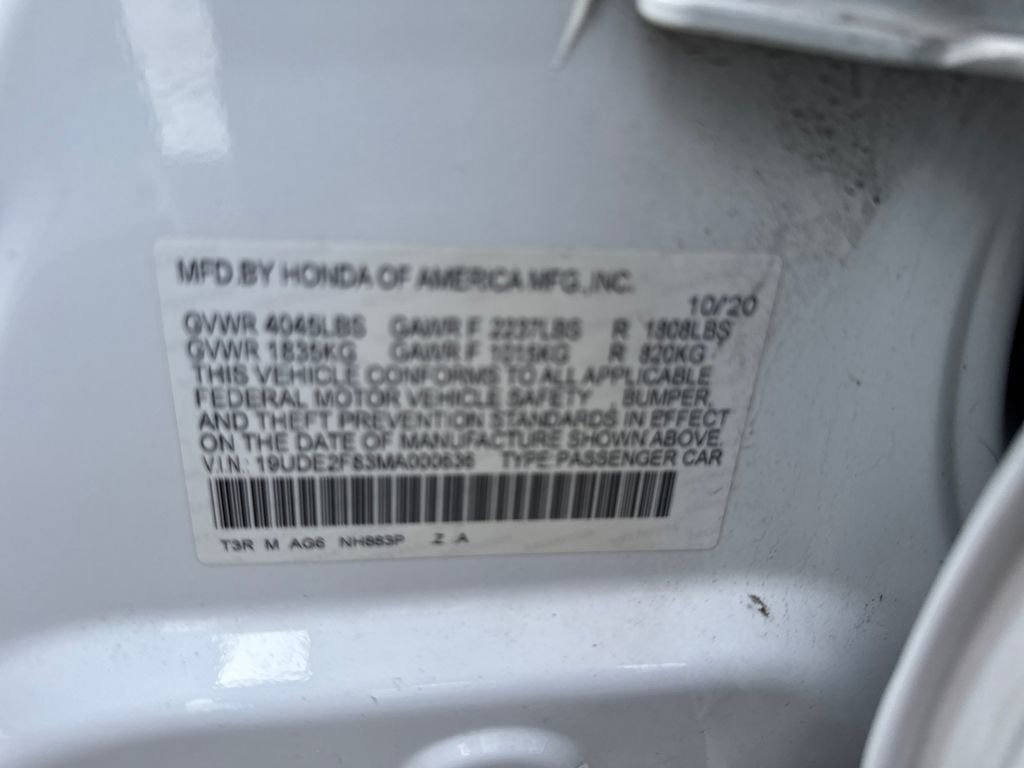 MFD.BY HONDA OF AMERICA MFG.,INC.
10/'20
GVWR 4045LBS GAWR F 2237LBS R 1808LBS
GVWR 1835KG GAWR F 1015KG R 820KG
THIS VEHICLE CONFORMS TO ALL APPLICABLE
FEDERAL MOTOR VEHICLE SAFETY , BUMPER,
AND THEFT PREVENTION STANDARDS IN EFFECT
ON THE DATE OF MANUFACTURE SHOWN ABOVE.
V.I.N.: 19UDE2F83MA000636 TYPE:PASSENGER CAR
T3R M AG6 NH883P Z A